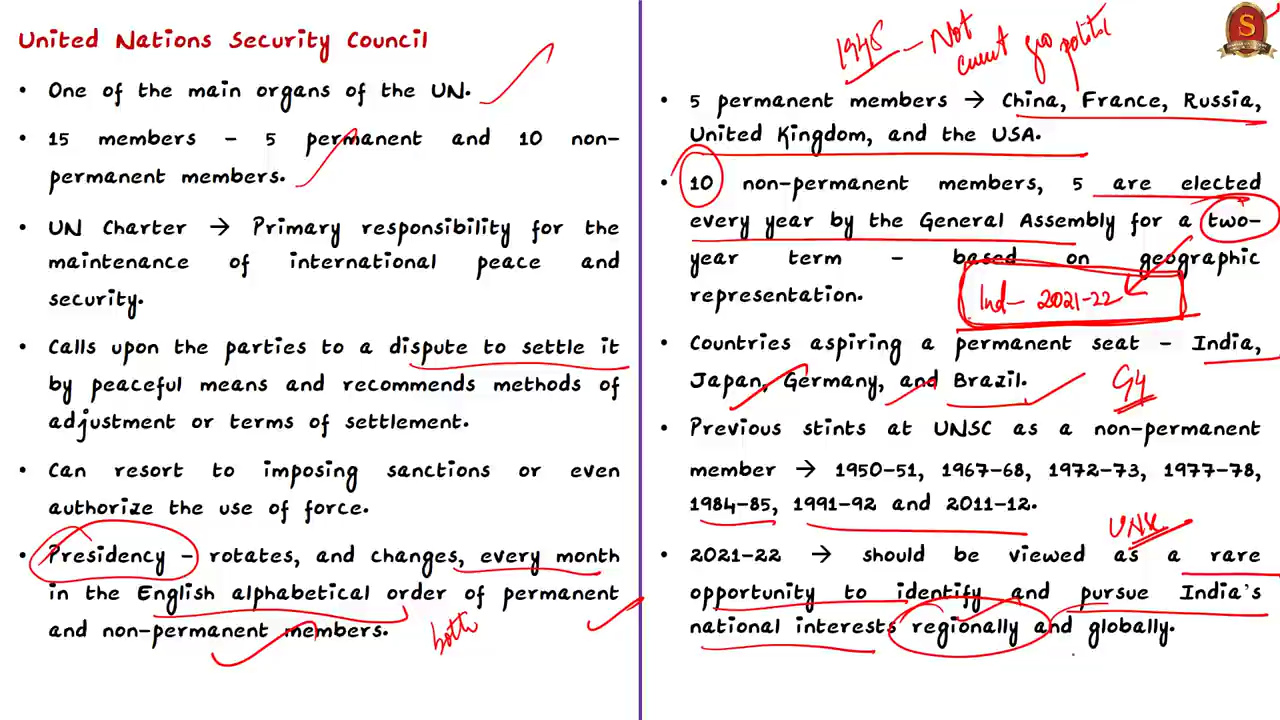 United Nations Security Council
• One of the main organs of the UN.
• 15 members – 5 permanent and 10 non-
permanent members.
• UN Charter → Primary responsibility for the
maintenance of international peace and
security.
• Calls upon the parties to a dispute to settle it
by peaceful means and recommends methods of
adjustment or terms of settlement.
• Can resort to imposing sanctions or even
authorize the use of force.
• Presidency – rotates, and changes, every month
in the English alphabetical order of permanent
and non-permanent members.
both
1945 – Not
current geo political
S
• 5 permanent members → China, France, Russia,
United Kingdom, and the USA.
• 10 non-permanent members, 5 are elected
every year by the General Assembly for a two-
year term – based on geographic
representation.
Ind – 2021-22
• Countries aspiring a permanent seat – India,
Japan, Germany, and Brazil.
G4
• Previous stints at UNSC as a non-permanent
member → 1950-51, 1967-68, 1972-73, 1977-78,
1984-85, 1991-92 and 2011-12.
UNSC
• 2021-22 → should be viewed as a rare
opportunity to identify and pursue India's
national interests regionally and globally.